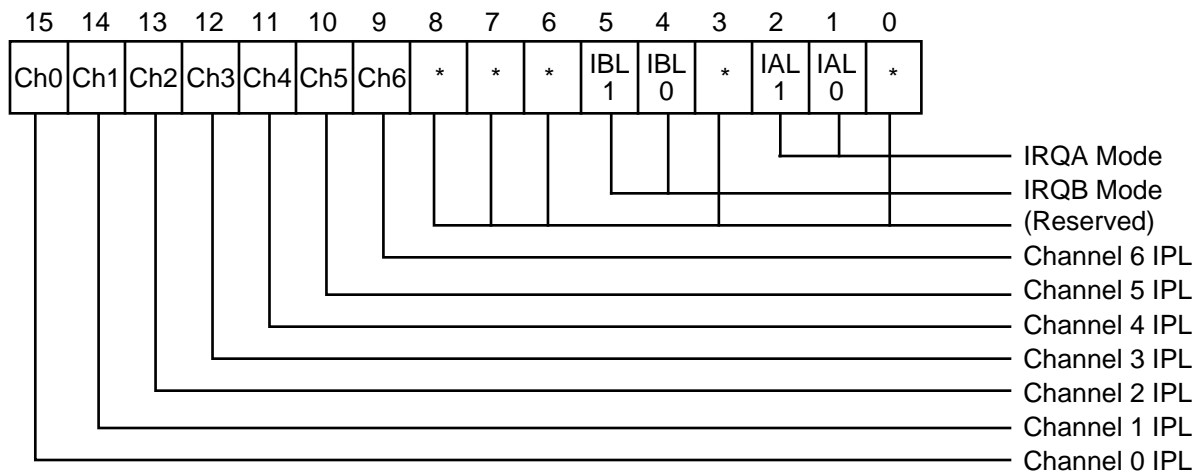 15 14 13 12 11 10 9 8 7 6 5 4 3 2 1 0
Ch0 Ch1 Ch2 Ch3 Ch4 Ch5 Ch6 * * * IBL 1 IBL 0 * IAL 1 IAL 0 *
IRQA Mode
IRQB Mode
(Reserved)
Channel 6 IPL
Channel 5 IPL
Channel 4 IPL
Channel 3 IPL
Channel 2 IPL
Channel 1 IPL
Channel 0 IPL